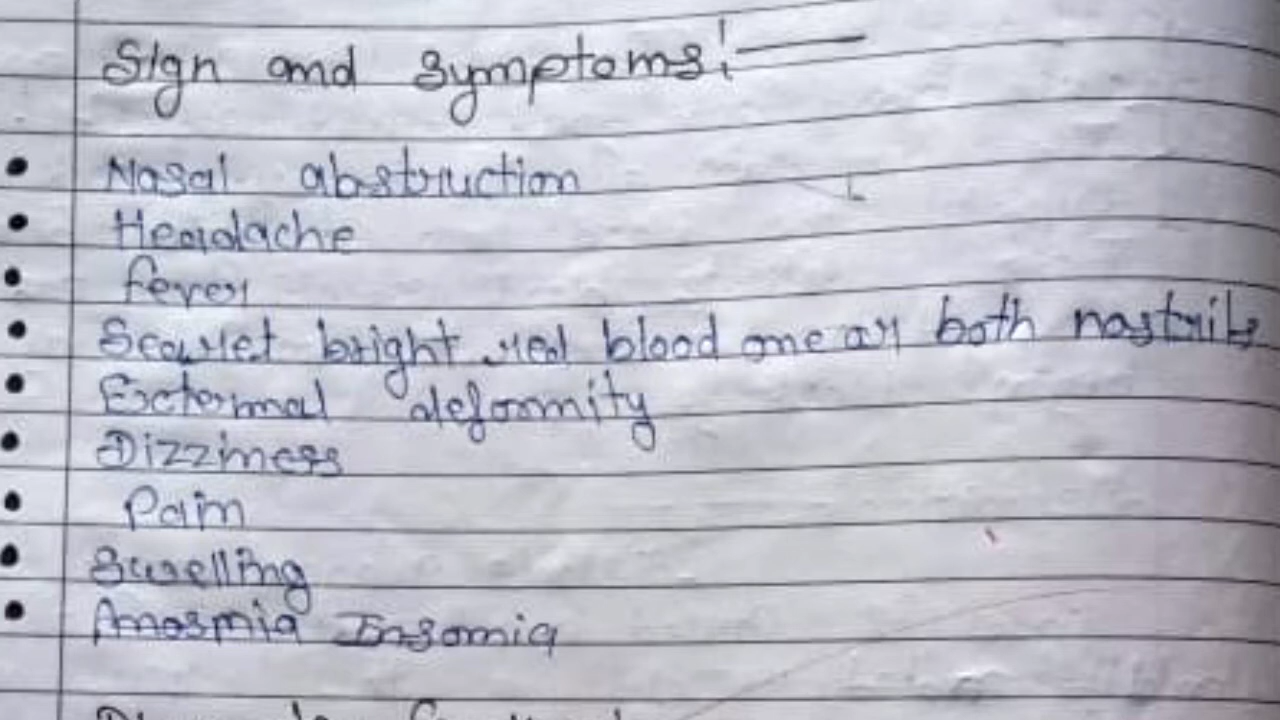 Sign and symptoms:—
• Nasal abstruction
• Headache
• fever
• Scarlet bright red blood one or both nostrils
• External deformity
• Dizziness
• Pain
• Swelling
• Anosmia Insomia